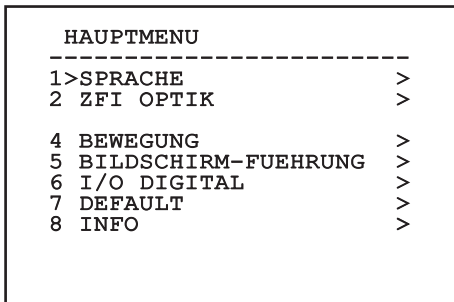 HAUPTMENU
-------------------------
1>SPRACHE >
2 ZFI OPTIK >
4 BEWEGUNG >
5 BILDSCHIRM-FUEHRUNG >
6 I/O DIGITAL >
7 DEFAULT >
8 INFO >